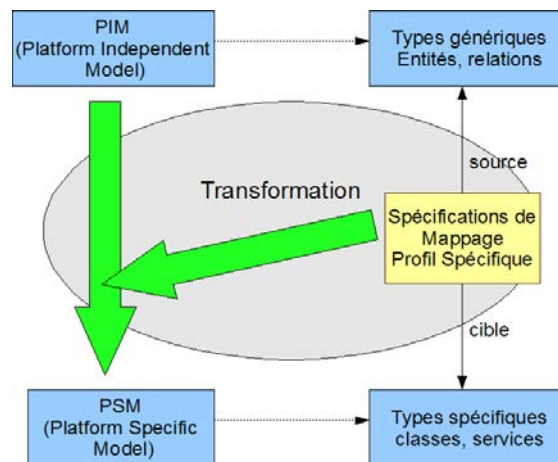 PIM
(Platform Independent
Model)
Types génériques
Entités, relations
source
Transformation
Spécifications de
Mappage
Profil Spécifique
cible
PSM
(Platform Specific
Model)
Types spécifiques
classes, services